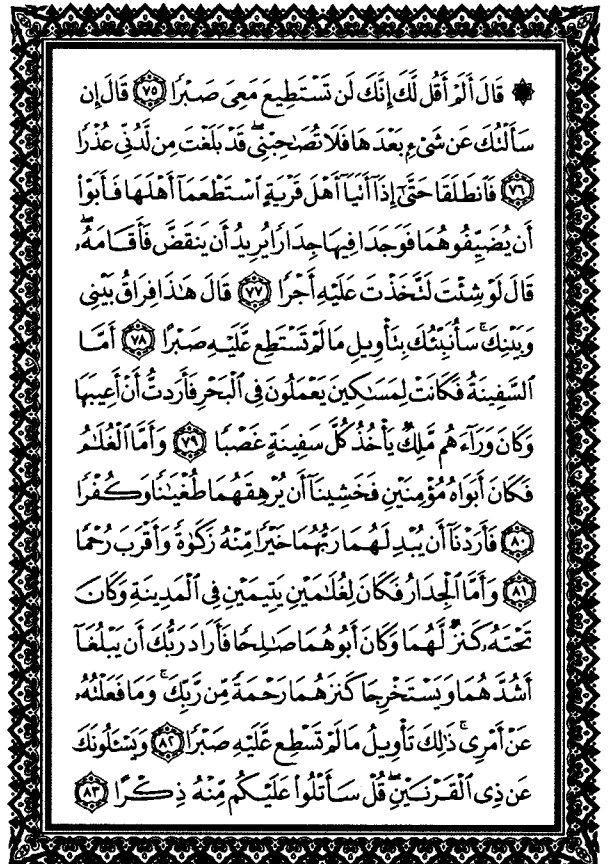 ۞ قَالَ أَلَمْ أَقُل لَّكَ إِنَّكَ لَن تَسْتَطِيعَ مَعِيَ صَبْرًا ۝٧٥ قَالَ إِن
سَأَلْتُكَ عَن شَيْءٍ بَعْدَهَا فَلَا تُصَٰحِبْنِي ۖ قَدْ بَلَغْتَ مِن لَّدُنِّي عُذْرًا
۝٧٦ فَٱنطَلَقَا حَتَّىٰٓ إِذَآ أَتَيَآ أَهْلَ قَرْيَةٍ ٱسْتَطْعَمَآ أَهْلَهَا فَأَبَوْا۟
أَن يُضَيِّفُوهُمَا فَوَجَدَا فِيهَا جِدَارًا يُرِيدُ أَن يَنقَضَّ فَأَقَامَهُۥ ۖ
قَالَ لَوْ شِئْتَ لَتَّخَذْتَ عَلَيْهِ أَجْرًا ۝٧٧ قَالَ هَٰذَا فِرَاقُ بَيْنِي
وَبَيْنِكَ ۚ سَأُنَبِّئُكَ بِتَأْوِيلِ مَا لَمْ تَسْتَطِع عَّلَيْهِ صَبْرًا ۝٧٨ أَمَّا
ٱلسَّفِينَةُ فَكَانَتْ لِمَسَٰكِينَ يَعْمَلُونَ فِي ٱلْبَحْرِ فَأَرَدتُّ أَنْ أَعِيبَهَا
وَكَانَ وَرَآءَهُم مَّلِكٌ يَأْخُذُ كُلَّ سَفِينَةٍ غَصْبًا ۝٧٩ وَأَمَّا ٱلْغُلَٰمُ
فَكَانَ أَبَوَاهُ مُؤْمِنَيْنِ فَخَشِينَآ أَن يُرْهِقَهُمَا طُغْيَٰنًا وَكُفْرًا
۝٨٠ فَأَرَدْنَآ أَن يُبْدِلَهُمَا رَبُّهُمَا خَيْرًا مِّنْهُ زَكَوٰةً وَأَقْرَبَ رُحْمًا
۝٨١ وَأَمَّا ٱلْجِدَارُ فَكَانَ لِغُلَٰمَيْنِ يَتِيمَيْنِ فِي ٱلْمَدِينَةِ وَكَانَ
تَحْتَهُۥ كَنزٌ لَّهُمَا وَكَانَ أَبُوهُمَا صَٰلِحًا فَأَرَادَ رَبُّكَ أَن يَبْلُغَآ
أَشُدَّهُمَا وَيَسْتَخْرِجَا كَنزَهُمَا رَحْمَةً مِّن رَّبِّكَ ۚ وَمَا فَعَلْتُهُۥ
عَنْ أَمْرِي ۚ ذَٰلِكَ تَأْوِيلُ مَا لَمْ تَسْطِع عَّلَيْهِ صَبْرًا ۝٨٢ وَيَسْـَٔلُونَكَ
عَن ذِي ٱلْقَرْنَيْنِ ۖ قُلْ سَأَتْلُوا۟ عَلَيْكُم مِّنْهُ ذِكْرًا ۝٨٣